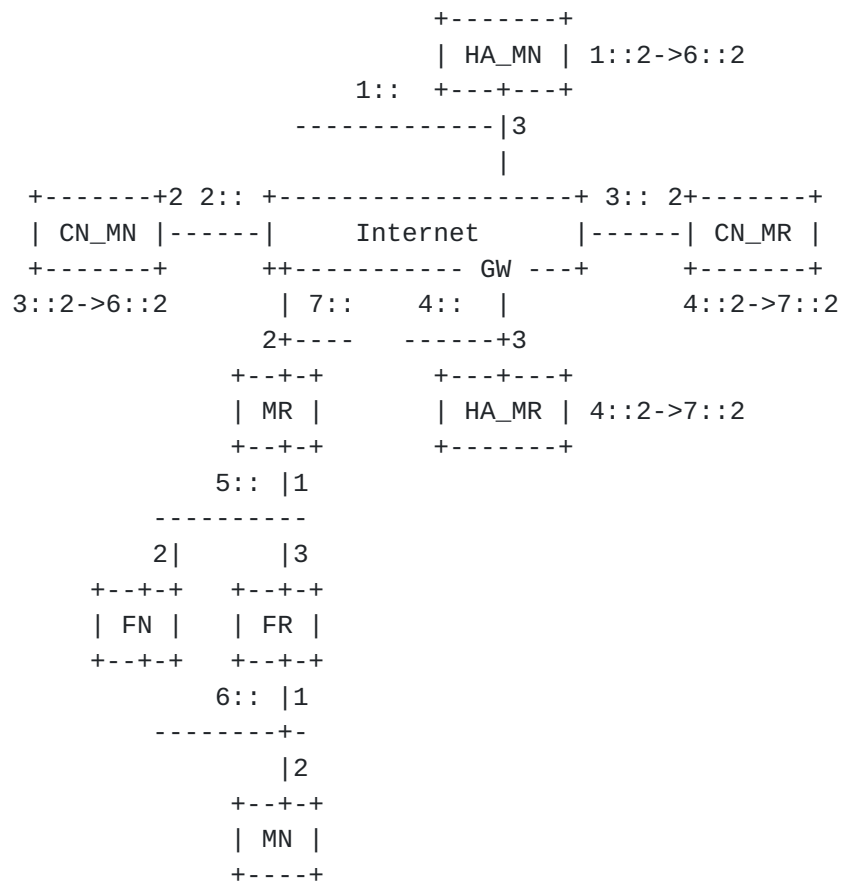 +-------+
                            | HA_MN | 1::2->6::2
                       1::  +---+---+
                   -------------|3
                                |
  +-------+2 2:: +-------------------+ 3:: 2+-------+
  | CN_MN |------|     Internet      |------| CN_MR |
  +-------+      ++----------- GW ---+      +-------+
 3::2->6::2       | 7::    4::  |           4::2->7::2
                 2+----   ------+3
               +--+-+       +---+---+
               | MR |       | HA_MR | 4::2->7::2
               +--+-+       +-------+
              5:: |1
          ----------
          2|      |3
      +--+-+   +--+-+
      | FN |   | FR |
      +--+-+   +--+-+
              6:: |1
          --------+-
                  |2
               +--+-+
               | MN |
               +----+